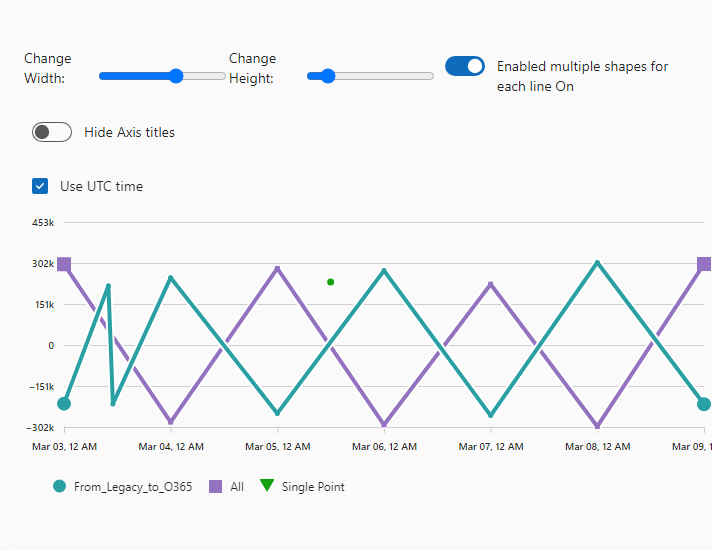 Change
Width:
Change
Height:
Enabled multiple shapes for
each line On
Hide Axis titles
Use UTC time
453k
302k
151k
0
−151k
−302k
Mar 03, 12 AM
Mar 04, 12 AM
Mar 05, 12 AM
Mar 06, 12 AM
Mar 07, 12 AM
Mar 08, 12 AM
Mar 09, 1
From_Legacy_to_O365
All
Single Point